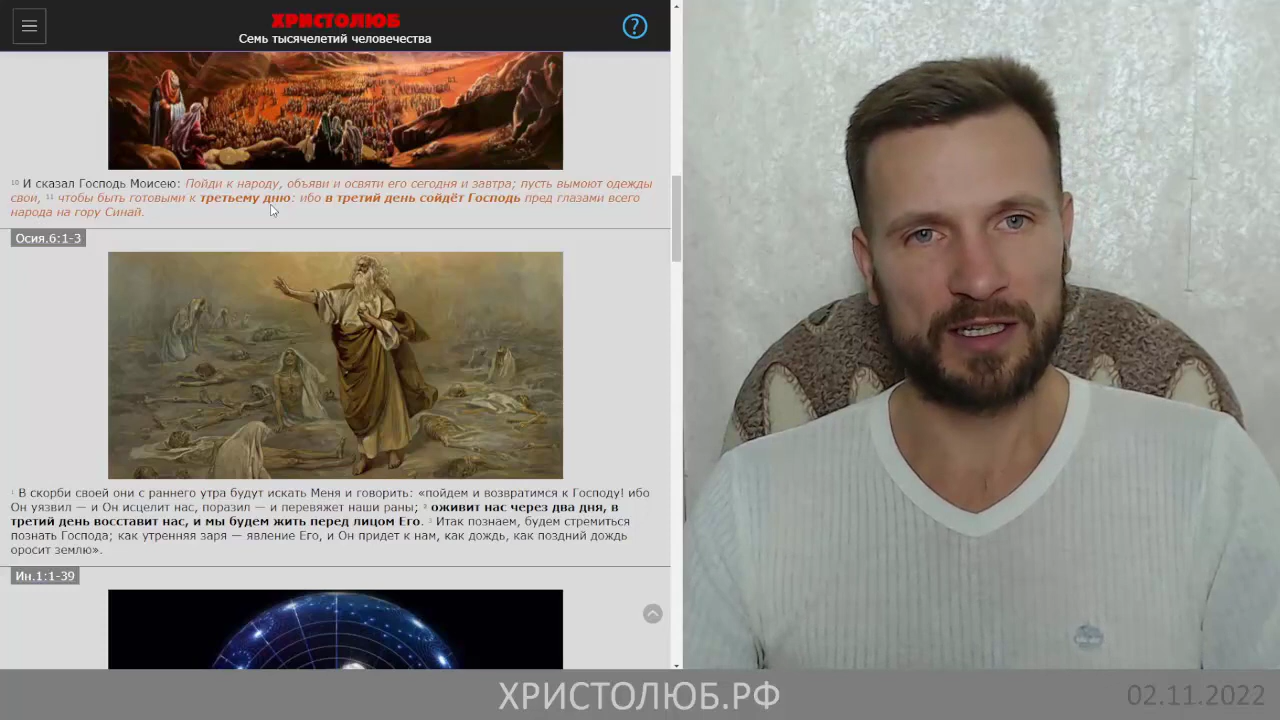 ХРИСТОЛЮБ
Семь тысячелетий человечества
10 И сказал Господь Моисею: Пойди к народу, объяви и освяти его сегодня и завтра; пусть вымоют одежды
свои, 11 чтобы быть готовыми к третьему дню: ибо в третий день сойдёт Господь пред глазами всего
народа на гору Синай.
Осия.6:1-3
1 В скорби своей они с раннего утра будут искать Меня и говорить: «пойдем и возвратимся к Господу! ибо
Он уязвил — и Он исцелит нас, поразил — и перевяжет наши раны; 2 оживит нас через два дня, в
третий день восставит нас, и мы будем жить перед лицом Его. 3 Итак познаем, будем стремиться
познать Господа; как утренняя заря — явление Его, и Он придет к нам, как дождь, как поздний дождь
оросит землю».
Ин.1:1-39
ХРИСТОЛЮБ.РФ
02.11.2022